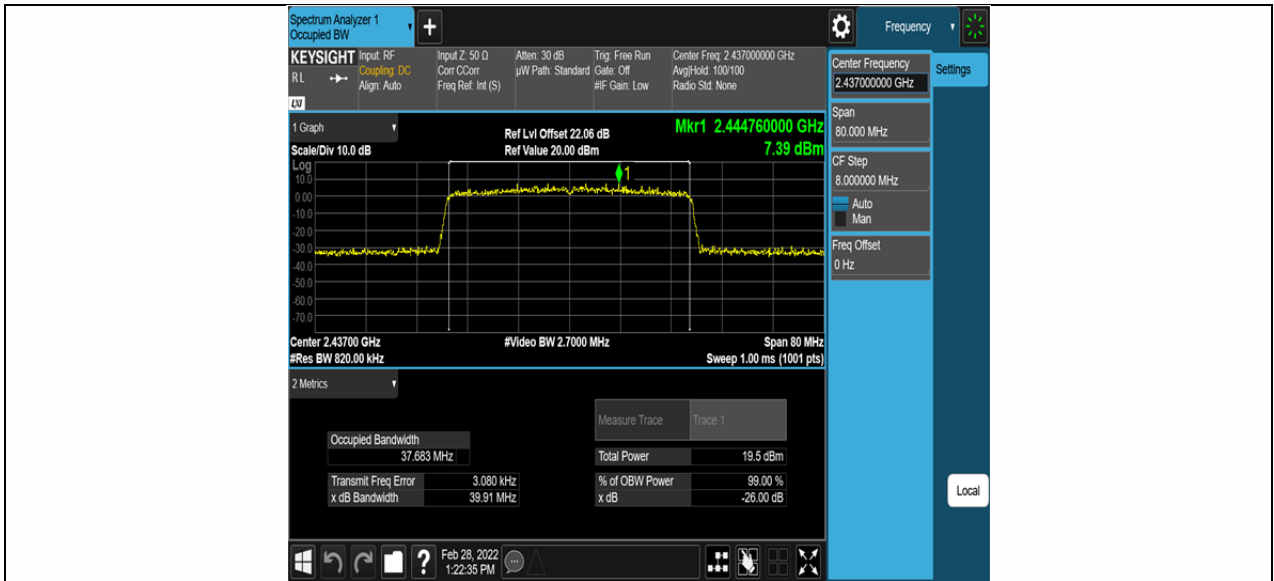 Spectrum Analyzer 1
Occupied BW
+
Frequency
KEYSIGHT
R L
LXI
Input: RF
Coupling: DC
Align: Auto
Input Z: 50 Ω
Corr CCorr
Freq Ref: Int (S)
Atten: 30 dB
µW Path: Standard
Trig: Free Run
Gate: Off
#IF Gain: Low
Center Freq: 2.437000000 GHz
Avg|Hold: 100/100
Radio Std: None
Center Frequency
2.437000000 GHz
Settings
Span
80.000 MHz
CF Step
8.000000 MHz
Auto
Man
Freq Offset
0 Hz
Local
1 Graph
Scale/Div 10.0 dB
Ref Lvl Offset 22.06 dB
Ref Value 20.00 dBm
Mkr1 2.444760000 GHz
7.39 dBm
Log
10.0
0.00
-10.0
-20.0
-30.0
-40.0
-50.0
-60.0
-70.0
1
Center 2.43700 GHz
#Res BW 820.00 kHz
#Video BW 2.7000 MHz
Span 80 MHz
Sweep 1.00 ms (1001 pts)
2 Metrics
Measure Trace Trace 1
Occupied Bandwidth
37.683 MHz
Total Power 19.5 dBm
Transmit Freq Error 3.080 kHz
% of OBW Power 99.00 %
x dB Bandwidth 39.91 MHz
x dB -26.00 dB
?
Feb 28, 2022
1:22:35 PM